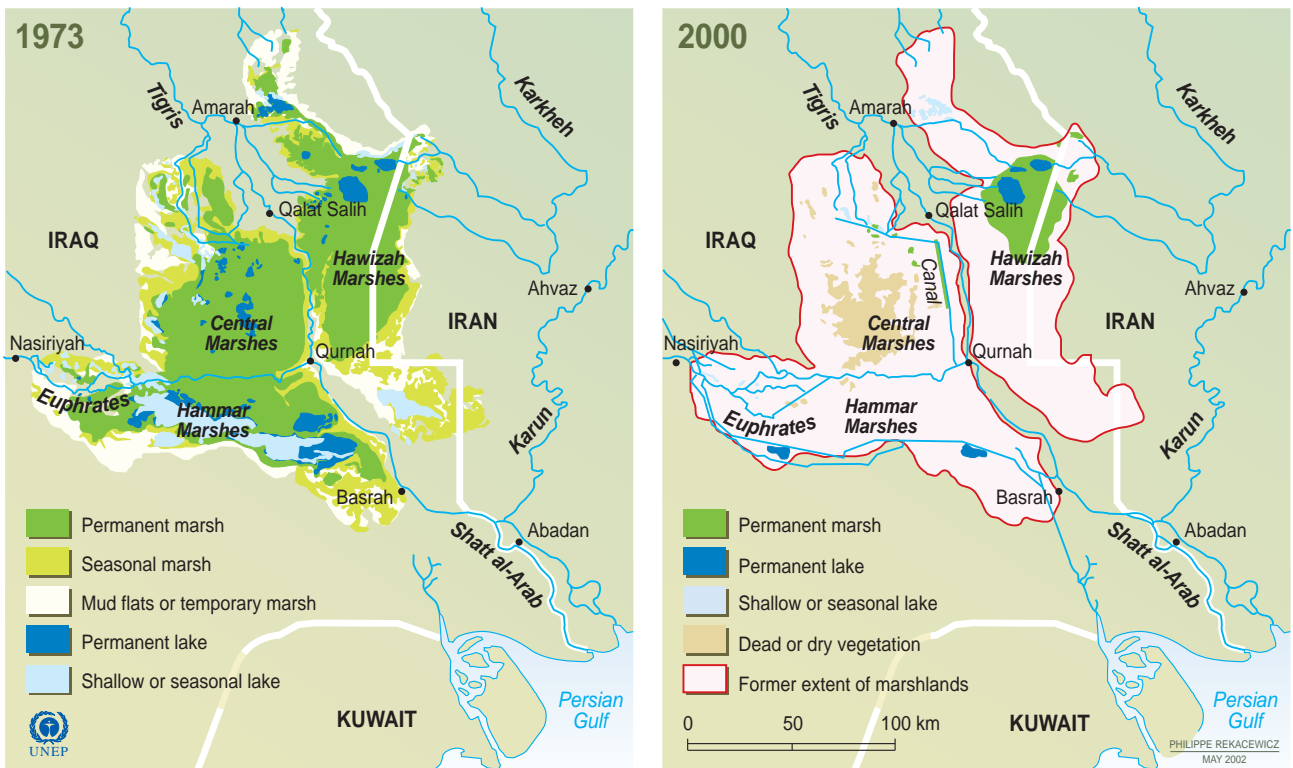 1973
Tigris
Amarah
Karkheh
Qalat Salih
IRAQ
Hawizah
Marshes
Ahvaz
Central
Marshes
IRAN
Nasiriyah
Qurnah
Euphrates
Hammar
Marshes
Karun
Basrah
Abadan
Shatt al-Arab
Permanent marsh
Seasonal marsh
Mud flats or temporary marsh
Permanent lake
Shallow or seasonal lake
KUWAIT
Persian
Gulf
UNEP
2000
Tigris
Amarah
Karkheh
Qalat Salih
IRAQ
Hawizah
Marshes
Canal
Ahvaz
Central
Marshes
IRAN
Nasiriyah
Qurnah
Euphrates
Hammar
Marshes
Karun
Basrah
Abadan
Shatt al-Arab
Permanent marsh
Permanent lake
Shallow or seasonal lake
Dead or dry vegetation
Former extent of marshlands
0 50 100 km
KUWAIT
Persian
Gulf
PHILIPPE REKACEWICZ
MAY 2002